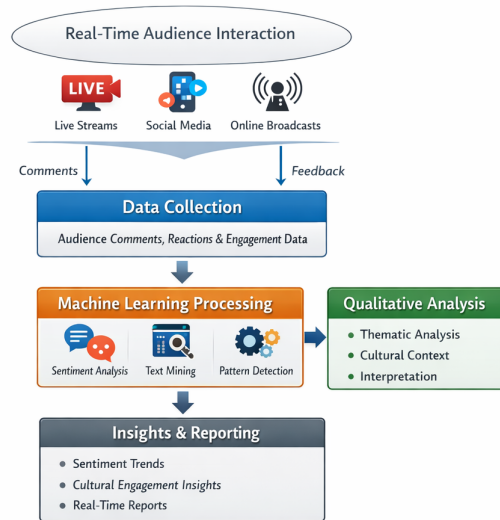 Real-Time Audience Interaction
LIVE
Live Streams
Social Media
Online Broadcasts
Comments
Feedback
Data Collection
Audience Comments, Reactions & Engagement Data
Machine Learning Processing
Sentiment Analysis
Text Mining
Pattern Detection
Qualitative Analysis
• Thematic Analysis
• Cultural Context
• Interpretation
Insights & Reporting
• Sentiment Trends
• Cultural Engagement Insights
• Real-Time Reports